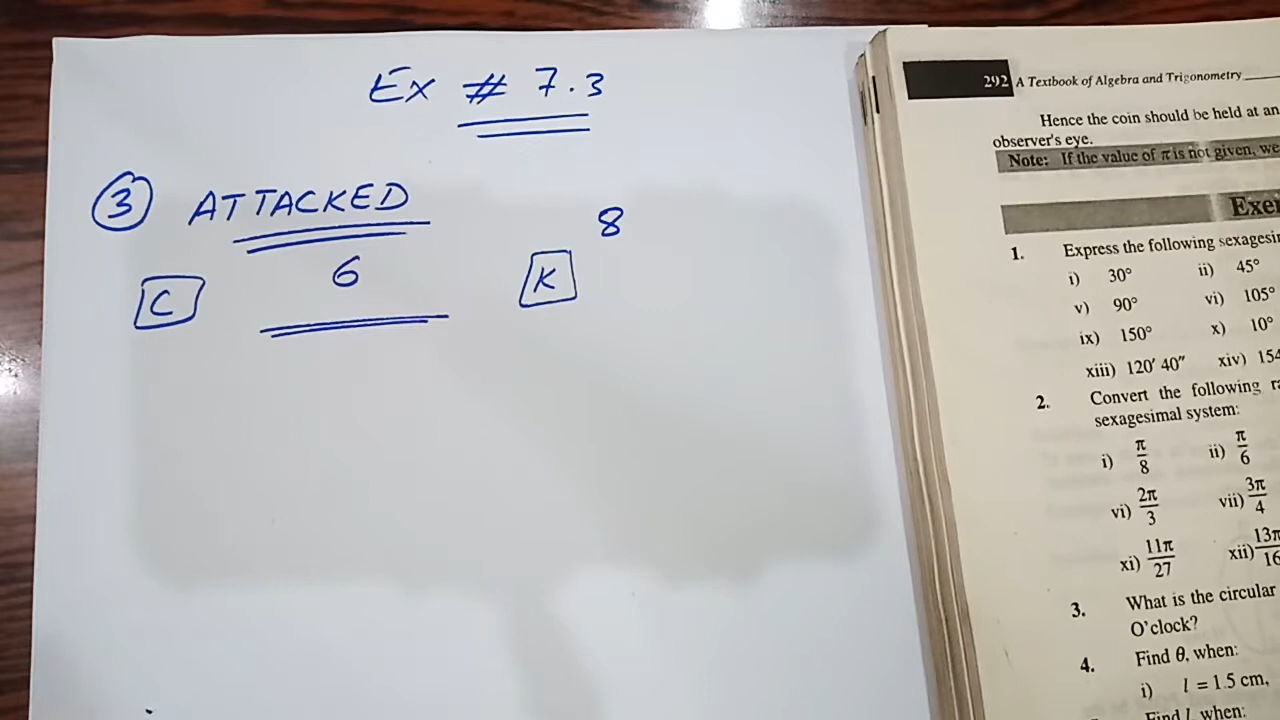 Ex # 7.3
③ ATTACKED
6
8
C
K
292 A Textbook of Algebra and Trigonometry
Hence the coin should be held at an
observer's eye.
Note: If the value of π is not given, we
1. Express the following
i) 30° ii) 45°
v) 90° vi) 105°
ix) 150° x) 10°
xiii) 120′ 40″ xiv)
2. Convert the following
sexagesimal system:
i) π/8 ii) π/6
vi) 2π/3 vii) 3π/4
xi) 11π/27 xii) 13π/16
3. What is the circular
O'clock?
4. Find θ, when:
i) l = 1.5 cm,
Find l, when: